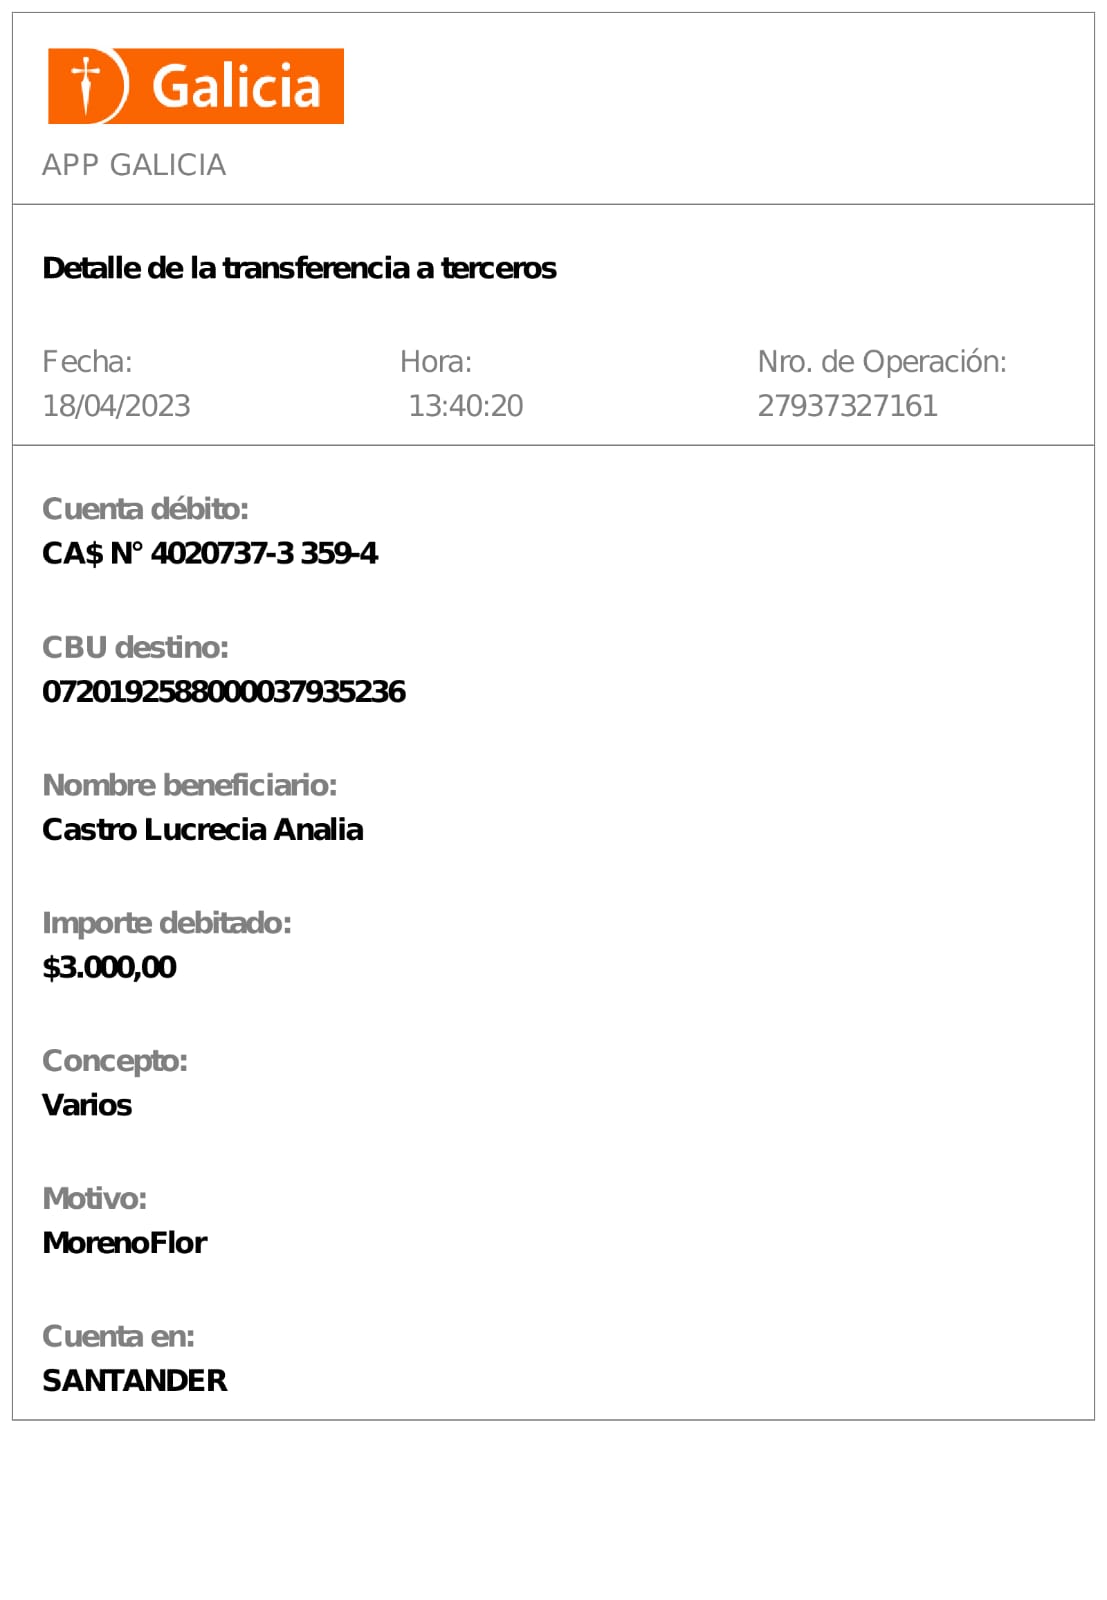 Galicia
APP GALICIA
Detalle de la transferencia a terceros
Fecha: Hora: Nro. de Operación:
18/04/2023 13:40:20 27937327161
Cuenta débito:
CA$ N° 4020737-3 359-4
CBU destino:
0720192588000037935236
Nombre beneficiario:
Castro Lucrecia Analia
Importe debitado:
$3.000,00
Concepto:
Varios
Motivo:
MorenoFlor
Cuenta en:
SANTANDER